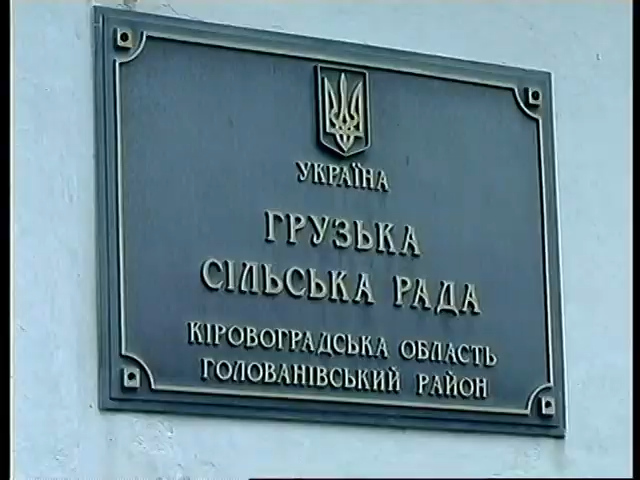 УКРАЇНА
ГРУЗЬКА
СІЛЬСЬКА РАДА
КІРОВОГРАДСЬКА ОБЛАСТЬ
ГОЛОВАНІВСЬКИЙ РАЙОН